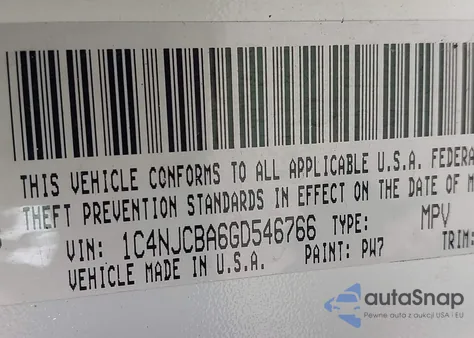 THIS VEHICLE CONFORMS TO ALL APPLICABLE U.S.A. FEDERA
THEFT PREVENTION STANDARDS IN EFFECT ON THE DATE OF M
VIN: 1C4NJCBA6GD546766 TYPE: MPV
VEHICLE MADE IN U.S.A. PAINT: PW7 TRIM:
autaSnap
Pewne auta z aukcji USA i EU